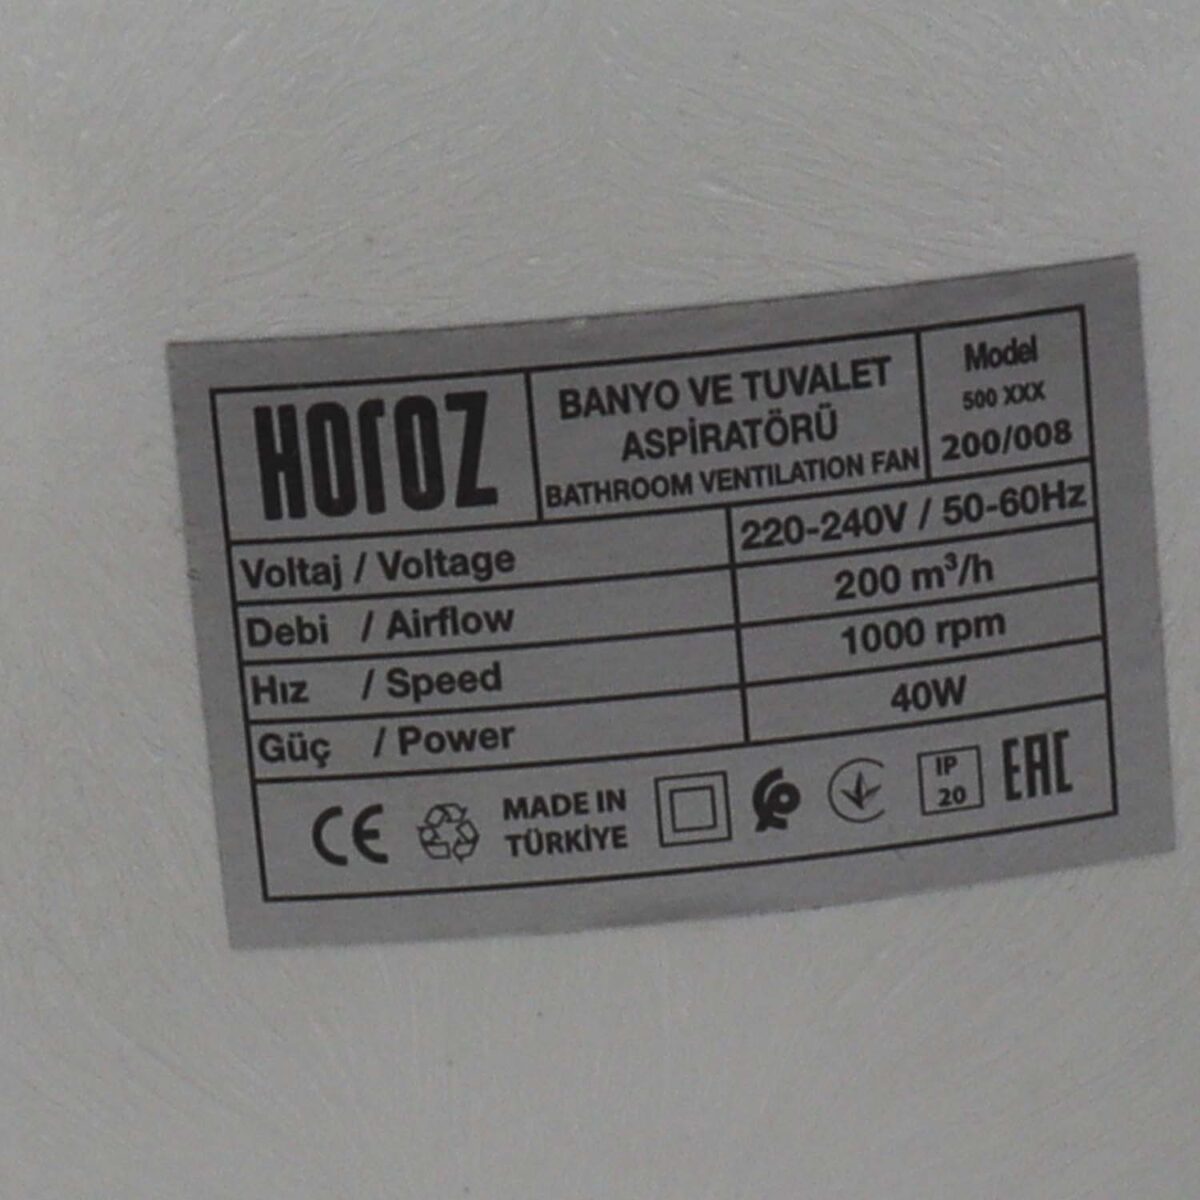 HOROZ
BANYO VE TUVALET
ASPİRATÖRÜ
BATHROOM VENTILATION FAN
Model
500 XXX
200/008
Voltaj / Voltage 220-240V / 50-60Hz
Debi / Airflow 200 m³/h
Hız / Speed 1000 rpm
Güç / Power 40W
CE
MADE IN
TÜRKİYE
IP
20
EAC